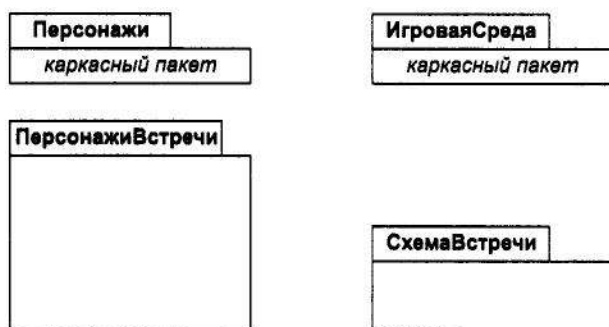 Персонажи
каркасный пакет
ИгроваяСреда
каркасный пакет
ПерсонажиВстречи
СхемаВстречи